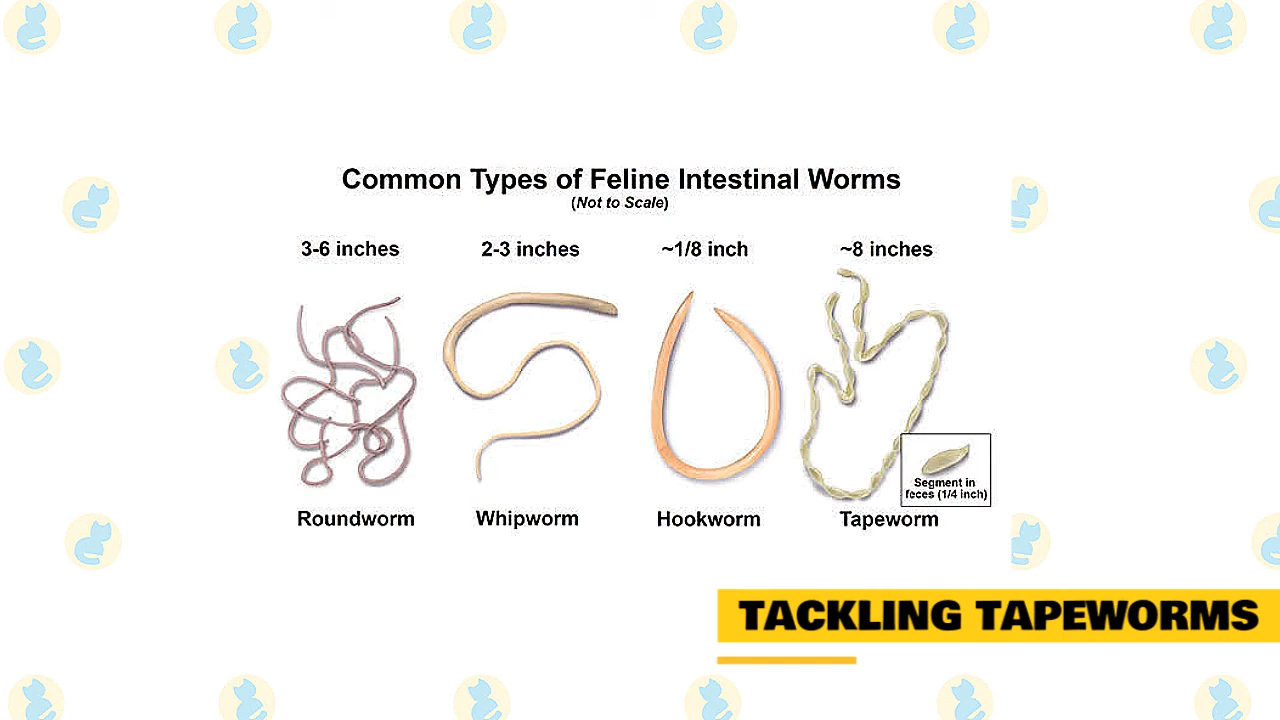 Common Types of Feline Intestinal Worms
(Not to Scale)
3-6 inches
2-3 inches
~1/8 inch
~8 inches
Segment in
feces (1/4 inch)
Roundworm
Whipworm
Hookworm
Tapeworm
TACKLING TAPEWORMS